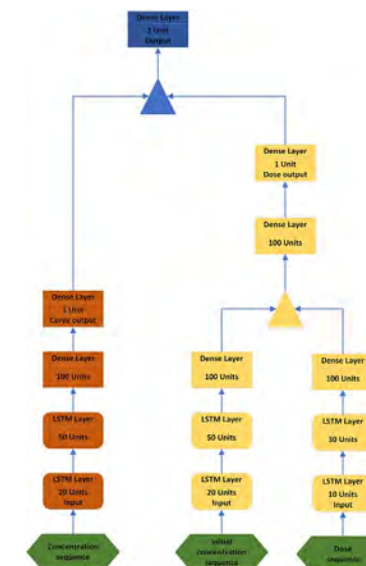 Dense Layer
1 Unit
Output
Dense Layer
1 Unit
Dose output
Dense Layer
100 Units
Dense Layer
1 Unit
Curve output
Dense Layer
100 Units
Dense Layer
100 Units
Dense Layer
100 Units
LSTM Layer
50 Units
LSTM Layer
50 Units
LSTM Layer
30 Units
LSTM Layer
20 Units
Input
LSTM Layer
20 Units
Input
LSTM Layer
10 Units
Input
Concentration
sequence
Initial
concentration
sequence
Dose
sequence